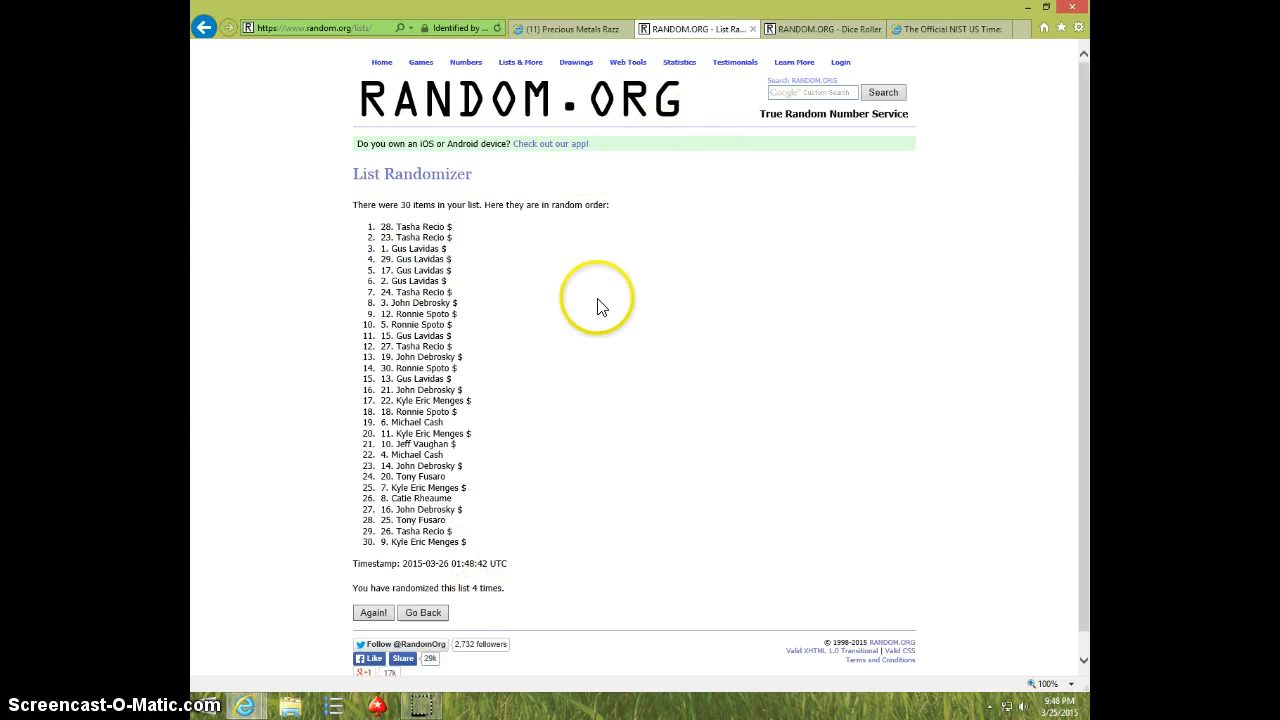 https://www.random.org/lists/
Identified by ...
(11) Precious Metals Razz
RANDOM.ORG - List Ra...
RANDOM.ORG - Dice Roller
The Official NIST US Time:
Home Games Numbers Lists & More Drawings Web Tools Statistics Testimonials Learn More Login
Search RANDOM.ORG
Google Custom Search Search
RANDOM.ORG
True Random Number Service
Do you own an iOS or Android device? Check out our app!
List Randomizer
There were 30 items in your list. Here they are in random order:
1. 28. Tasha Recio $
2. 23. Tasha Recio $
3. 1. Gus Lavidas $
4. 29. Gus Lavidas $
5. 17. Gus Lavidas $
6. 2. Gus Lavidas $
7. 24. Tasha Recio $
8. 3. John Debrosky $
9. 12. Ronnie Spoto $
10. 5. Ronnie Spoto $
11. 15. Gus Lavidas $
12. 27. Tasha Recio $
13. 19. John Debrosky $
14. 30. Ronnie Spoto $
15. 13. Gus Lavidas $
16. 21. John Debrosky $
17. 22. Kyle Eric Menges $
18. 18. Ronnie Spoto $
19. 6. Michael Cash
20. 11. Kyle Eric Menges $
21. 10. Jeff Vaughan $
22. 4. Michael Cash
23. 14. John Debrosky $
24. 20. Tony Fusaro
25. 7. Kyle Eric Menges $
26. 8. Catie Rheaume
27. 16. John Debrosky $
28. 25. Tony Fusaro
29. 26. Tasha Recio $
30. 9. Kyle Eric Menges $
Timestamp: 2015-03-26 01:48:42 UTC
You have randomized this list 4 times.
Again! Go Back
Follow @RandomOrg 2,732 followers
Like Share 29k
g+1 17k
© 1998-2015 RANDOM.ORG
Valid XHTML 1.0 Transitional | Valid CSS
Terms and Conditions
100%
9:48 PM
3/25/2015
Screencast-O-Matic.com